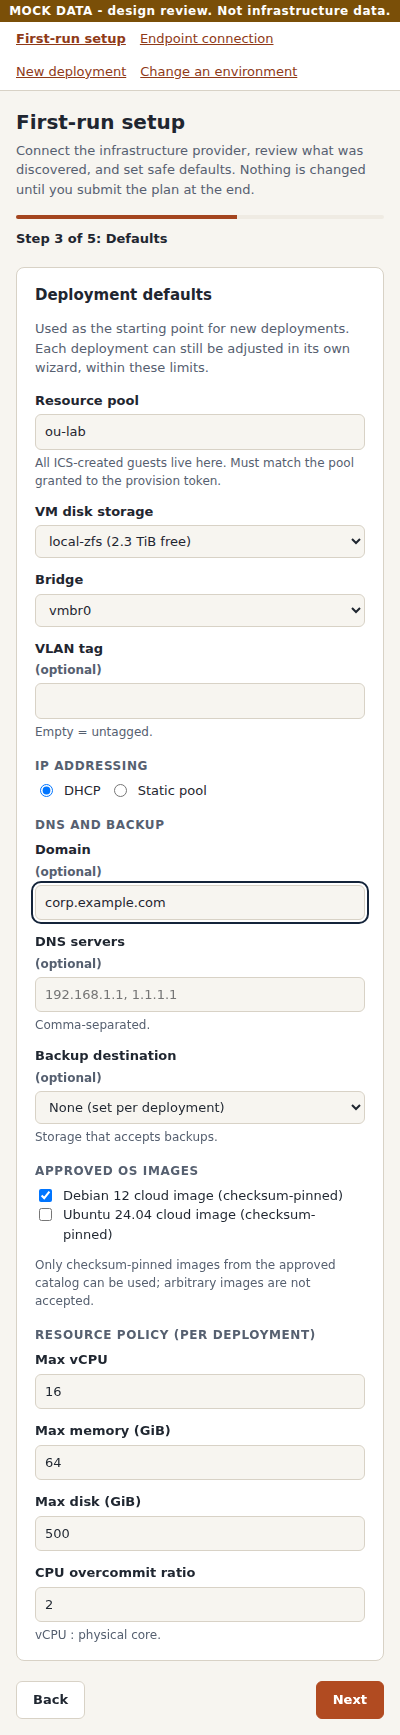 MOCK DATA - design review. Not infrastructure data.
First-run setup Endpoint connection
New deployment Change an environment
First-run setup
Connect the infrastructure provider, review what was
discovered, and set safe defaults. Nothing is changed
until you submit the plan at the end.
Step 3 of 5: Defaults
Deployment defaults
Used as the starting point for new deployments.
Each deployment can still be adjusted in its own
wizard, within these limits.
Resource pool
ou-lab
All ICS-created guests live here. Must match the pool
granted to the provision token.
VM disk storage
local-zfs (2.3 TiB free)
Bridge
vmbr0
VLAN tag
(optional)
Empty = untagged.
IP ADDRESSING
DHCP Static pool
DNS AND BACKUP
Domain
(optional)
corp.example.com
DNS servers
(optional)
192.168.1.1, 1.1.1.1
Comma-separated.
Backup destination
(optional)
None (set per deployment)
Storage that accepts backups.
APPROVED OS IMAGES
Debian 12 cloud image (checksum-pinned)
Ubuntu 24.04 cloud image (checksum-
pinned)
Only checksum-pinned images from the approved
catalog can be used; arbitrary images are not
accepted.
RESOURCE POLICY (PER DEPLOYMENT)
Max vCPU
16
Max memory (GiB)
64
Max disk (GiB)
500
CPU overcommit ratio
2
vCPU : physical core.
Back Next